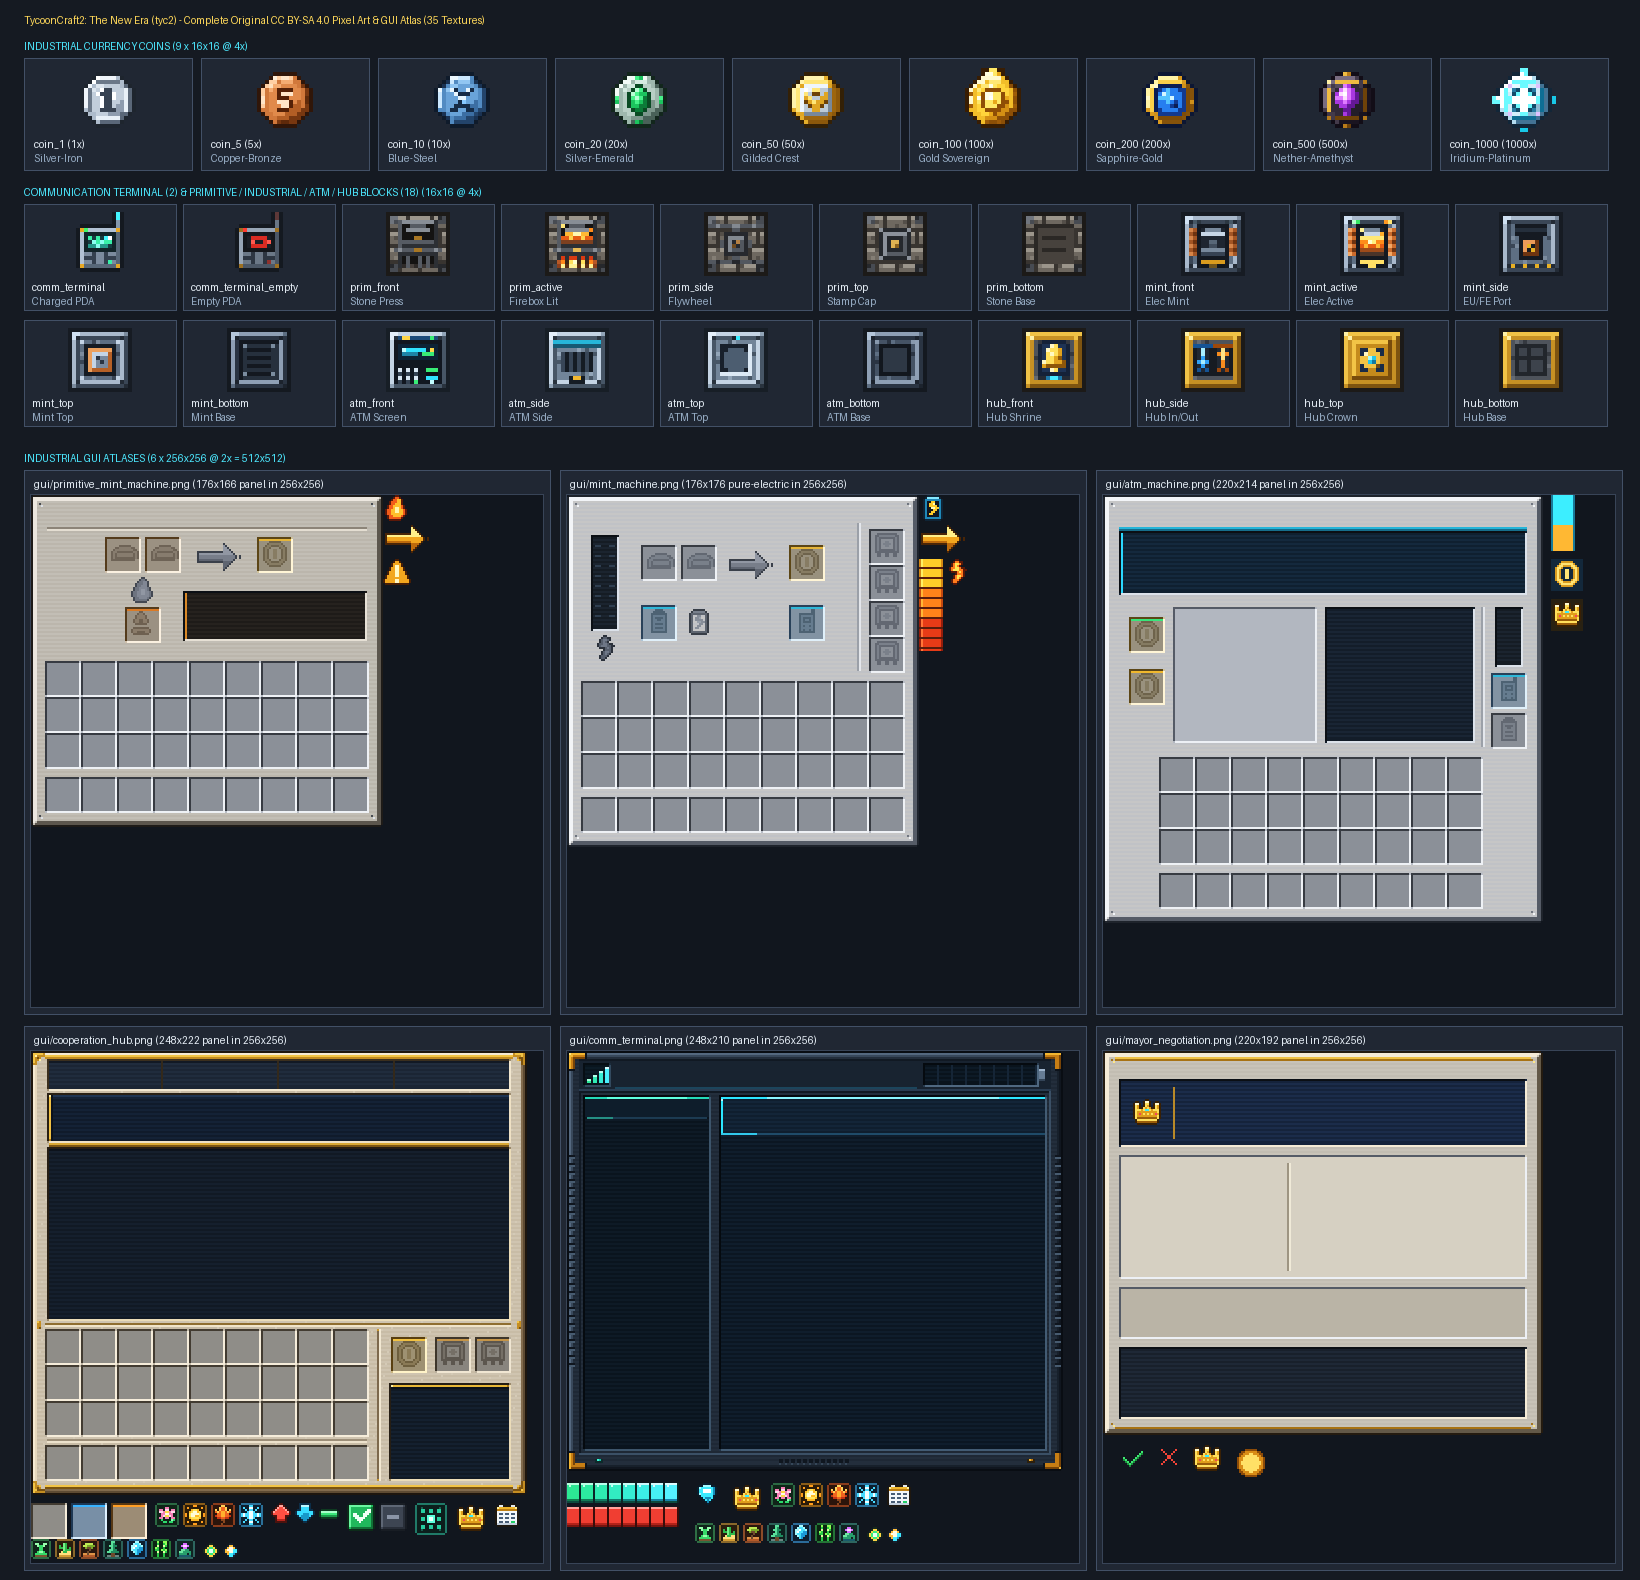 TycoonCraft2: The New Era (tyc2) - Complete Original CC BY-SA 4.0 Pixel Art & GUI Atlas (35 Textures)
INDUSTRIAL CURRENCY COINS (9 x 16x16 @ 4x)
1
5
coin_1 (1x)
Silver-Iron
coin_5 (5x)
Copper-Bronze
coin_10 (10x)
Blue-Steel
coin_20 (20x)
Silver-Emerald
coin_50 (50x)
Gilded Crest
coin_100 (100x)
Gold Sovereign
coin_200 (200x)
Sapphire-Gold
coin_500 (500x)
Nether-Amethyst
coin_1000 (1000x)
Iridium-Platinum
COMMUNICATION TERMINAL (2) & PRIMITIVE / INDUSTRIAL / ATM / HUB BLOCKS (18) (16x16 @ 4x)
comm_terminal
Charged PDA
comm_terminal_empty
Empty PDA
prim_front
Stone Press
prim_active
Firebox Lit
prim_side
Flywheel
prim_top
Stamp Cap
prim_bottom
Stone Base
mint_front
Elec Mint
mint_active
Elec Active
mint_side
EU/FE Port
mint_top
Mint Top
mint_bottom
Mint Base
atm_front
ATM Screen
atm_side
ATM Side
atm_top
ATM Top
atm_bottom
ATM Base
hub_front
Hub Shrine
hub_side
Hub In/Out
hub_top
Hub Crown
hub_bottom
Hub Base
INDUSTRIAL GUI ATLASES (6 x 256x256 @ 2x = 512x512)
gui/primitive_mint_machine.png (176x166 panel in 256x256)
gui/mint_machine.png (176x176 pure-electric in 256x256)
gui/atm_machine.png (220x214 panel in 256x256)
gui/cooperation_hub.png (248x222 panel in 256x256)
gui/comm_terminal.png (248x210 panel in 256x256)
gui/mayor_negotiation.png (220x192 panel in 256x256)